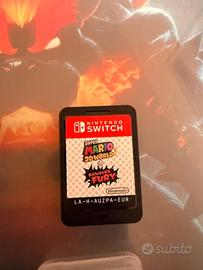 NINTENDO
SWITCH
SUPER
MARIO
3D WORLD
BOWSER'S
FURY
Nintendo
LA-H-AUZPA-EUR
subito